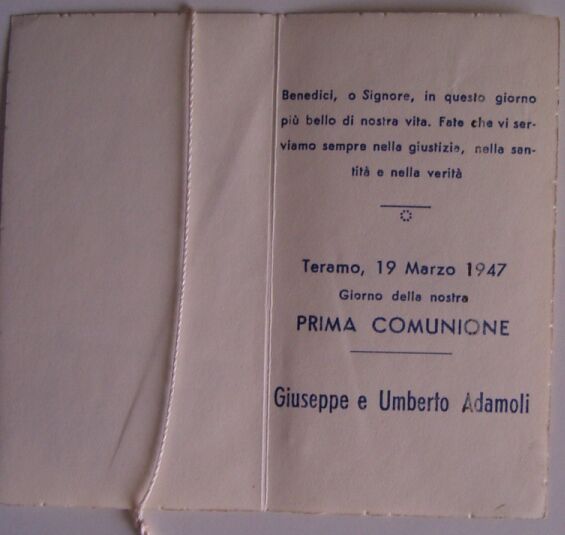 Benedici, o Signore, in questo giorno
più bello di nostra vita. Fate che vi ser-
viamo sempre nella giustizia, nella san-
tità e nella verità
Teramo, 19 Marzo 1947
Giorno della nostra
PRIMA COMUNIONE
Giuseppe e Umberto Adamoli